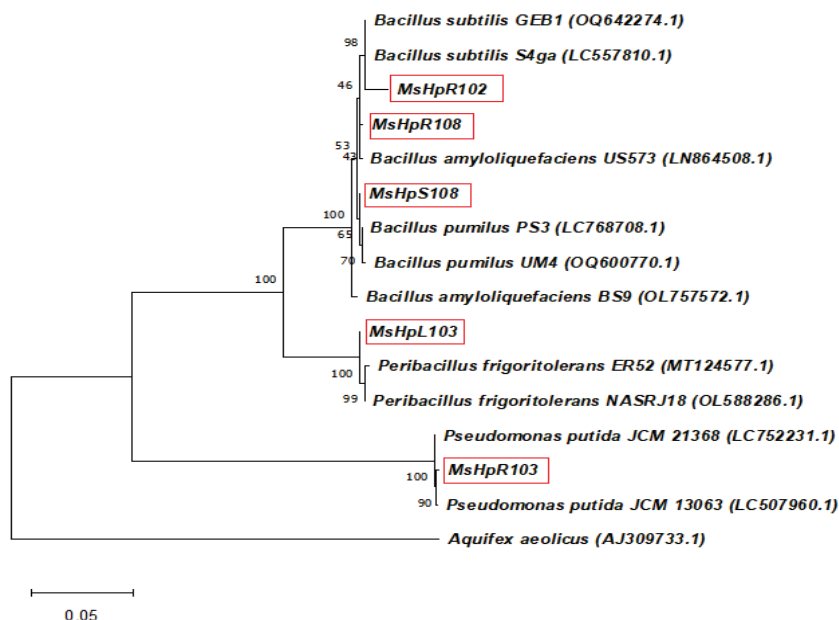 Bacillus subtilis GEB1 (OQ642274.1)
98
Bacillus subtilis S4ga (LC557810.1)
46
MsHpR102
MsHpR108
53
43
Bacillus amyloliquefaciens US573 (LN864508.1)
MsHpS108
100
Bacillus pumilus PS3 (LC768708.1)
65
70
Bacillus pumilus UM4 (OQ600770.1)
100
Bacillus amyloliquefaciens BS9 (OL757572.1)
MsHpL103
Peribacillus frigoritolerans ER52 (MT124577.1)
100
99
Peribacillus frigoritolerans NASRJ18 (OL588286.1)
Pseudomonas putida JCM 21368 (LC752231.1)
MsHpR103
100
90
Pseudomonas putida JCM 13063 (LC507960.1)
Aquifex aeolicus (AJ309733.1)
0.05